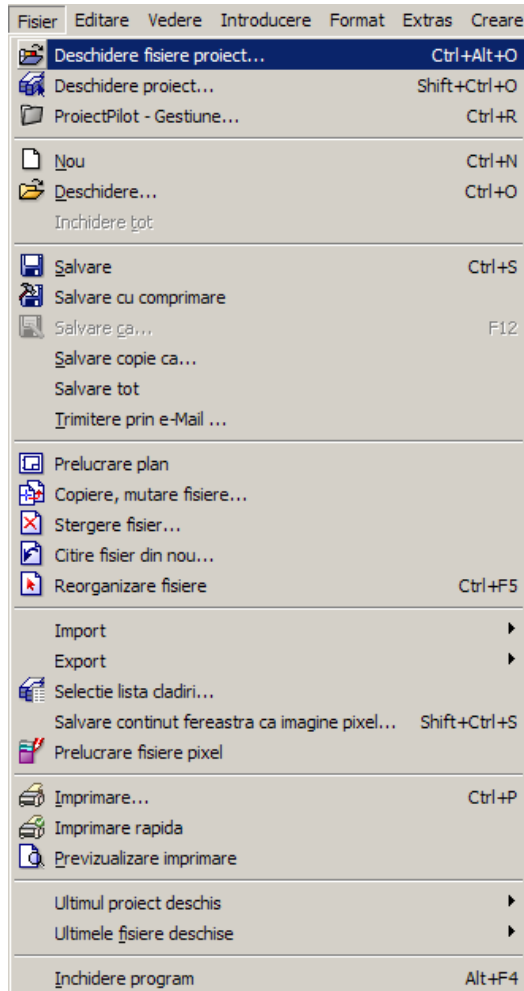 Fisier Editare Vedere Introducere Format Extras Creare
Deschidere fisiere proiect... Ctrl+Alt+O
Deschidere proiect... Shift+Ctrl+O
ProiectPilot - Gestiune... Ctrl+R
Nou Ctrl+N
Deschidere... Ctrl+O
Inchidere tot
Salvare Ctrl+S
Salvare cu comprimare
Salvare ca... F12
Salvare copie ca...
Salvare tot
Trimitere prin e-Mail ...
Prelucrare plan
Copiere, mutare fisiere...
Stergere fisier...
Citire fisier din nou...
Reorganizare fisiere Ctrl+F5
Import
Export
Selectie lista cladiri...
Salvare continut fereastra ca imagine pixel... Shift+Ctrl+S
Prelucrare fisiere pixel
Imprimare... Ctrl+P
Imprimare rapida
Previzualizare imprimare
Ultimul proiect deschis
Ultimele fisiere deschise
Inchidere program Alt+F4